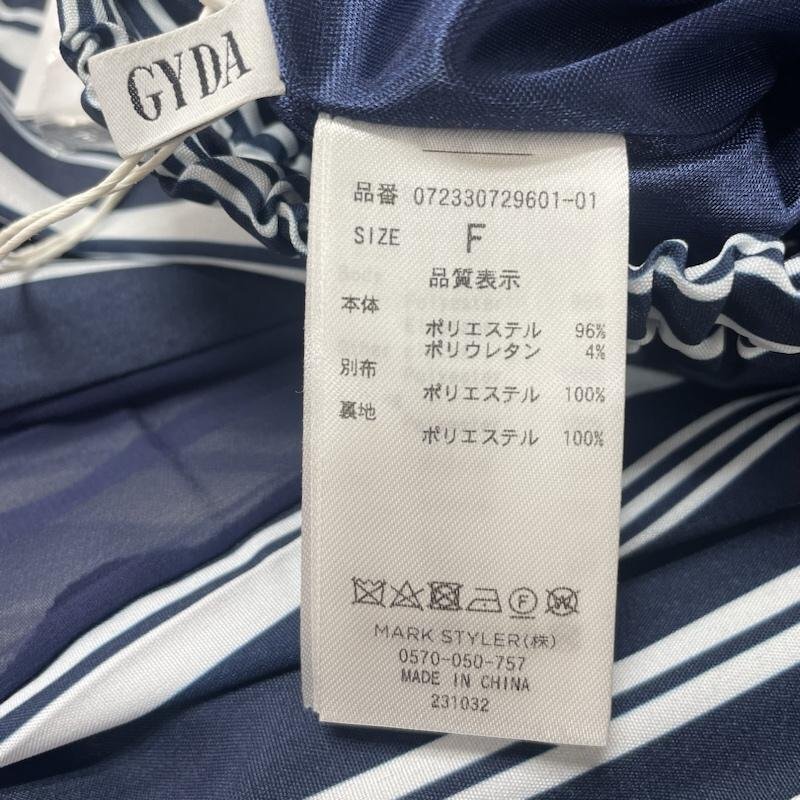 GYDA
品番 072330729601-01
SIZE F
品質表示
本体
ポリエステル 96%
ポリウレタン 4%
別布
ポリエステル 100%
裏地
ポリエステル 100%
F
W
MARK STYLER(株)
0570-050-757
MADE IN CHINA
231032